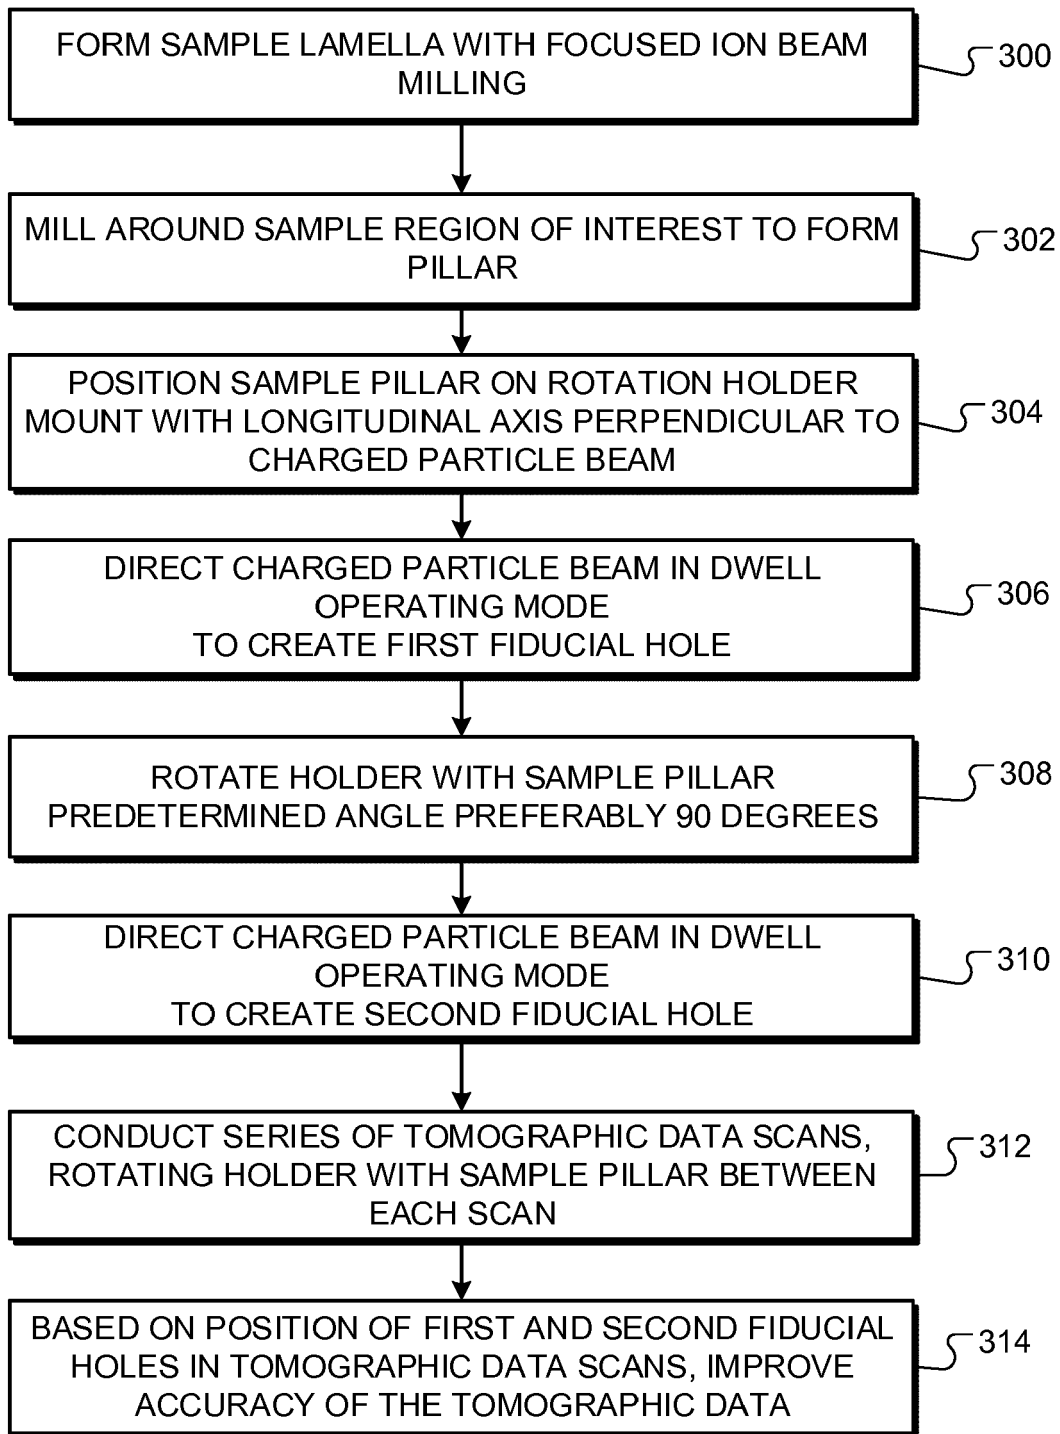 FORM SAMPLE LAMELLA WITH FOCUSED ION BEAM
MILLING
300
MILL AROUND SAMPLE REGION OF INTEREST TO FORM
PILLAR
302
POSITION SAMPLE PILLAR ON ROTATION HOLDER
MOUNT WITH LONGITUDINAL AXIS PERPENDICULAR TO
CHARGED PARTICLE BEAM
304
DIRECT CHARGED PARTICLE BEAM IN DWELL
OPERATING MODE
TO CREATE FIRST FIDUCIAL HOLE
306
ROTATE HOLDER WITH SAMPLE PILLAR
PREDETERMINED ANGLE PREFERABLY 90 DEGREES
308
DIRECT CHARGED PARTICLE BEAM IN DWELL
OPERATING MODE
TO CREATE SECOND FIDUCIAL HOLE
310
CONDUCT SERIES OF TOMOGRAPHIC DATA SCANS,
ROTATING HOLDER WITH SAMPLE PILLAR BETWEEN
EACH SCAN
312
BASED ON POSITION OF FIRST AND SECOND FIDUCIAL
HOLES IN TOMOGRAPHIC DATA SCANS, IMPROVE
ACCURACY OF THE TOMOGRAPHIC DATA
314